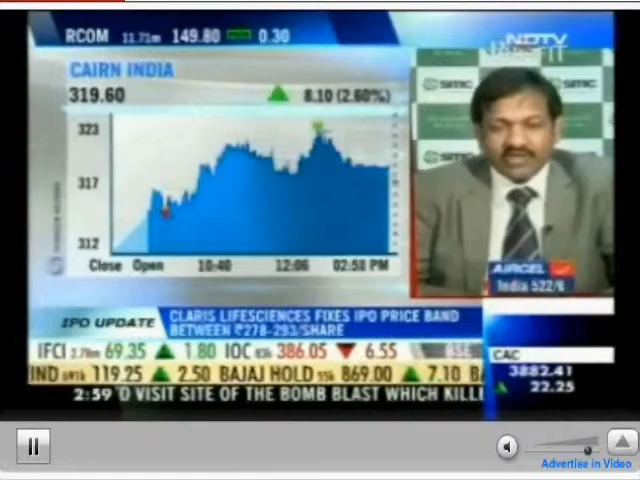 RCOM 11.71m 149.80 0.30
NDTV
CAIRN INDIA
319.60 8.10 (2.60%)
323
317
312
Close Open 10:40 12:06 02:58 PM
SMC
SMC
SMC
AIRCEL
India 522/6
IPO UPDATE
CLARIS LIFESCIENCES FIXES IPO PRICE BAND
BETWEEN ₹278-293/SHARE
IFCI 69.35 1.80 IOC 386.05 6.55
IND 119.25 2.50 BAJAJ HOLD 55k 869.00 7.10
CAC
3882.41
22.25
2:59 O VISIT SITE OF THE BOMB BLAST WHICH KILL
Advertise in Video